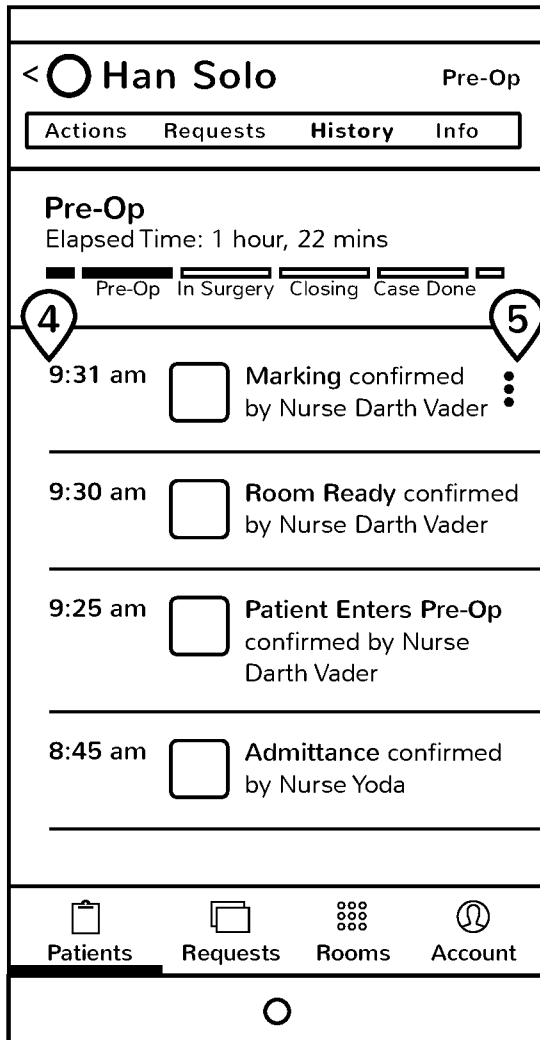 < Han Solo Pre-Op
Actions Requests History Info
Pre-Op
Elapsed Time: 1 hour, 22 mins
Pre-Op In Surgery Closing Case Done
4 5
9:31 am Marking confirmed
by Nurse Darth Vader
9:30 am Room Ready confirmed
by Nurse Darth Vader
9:25 am Patient Enters Pre-Op
confirmed by Nurse
Darth Vader
8:45 am Admittance confirmed
by Nurse Yoda
Patients Requests Rooms Account